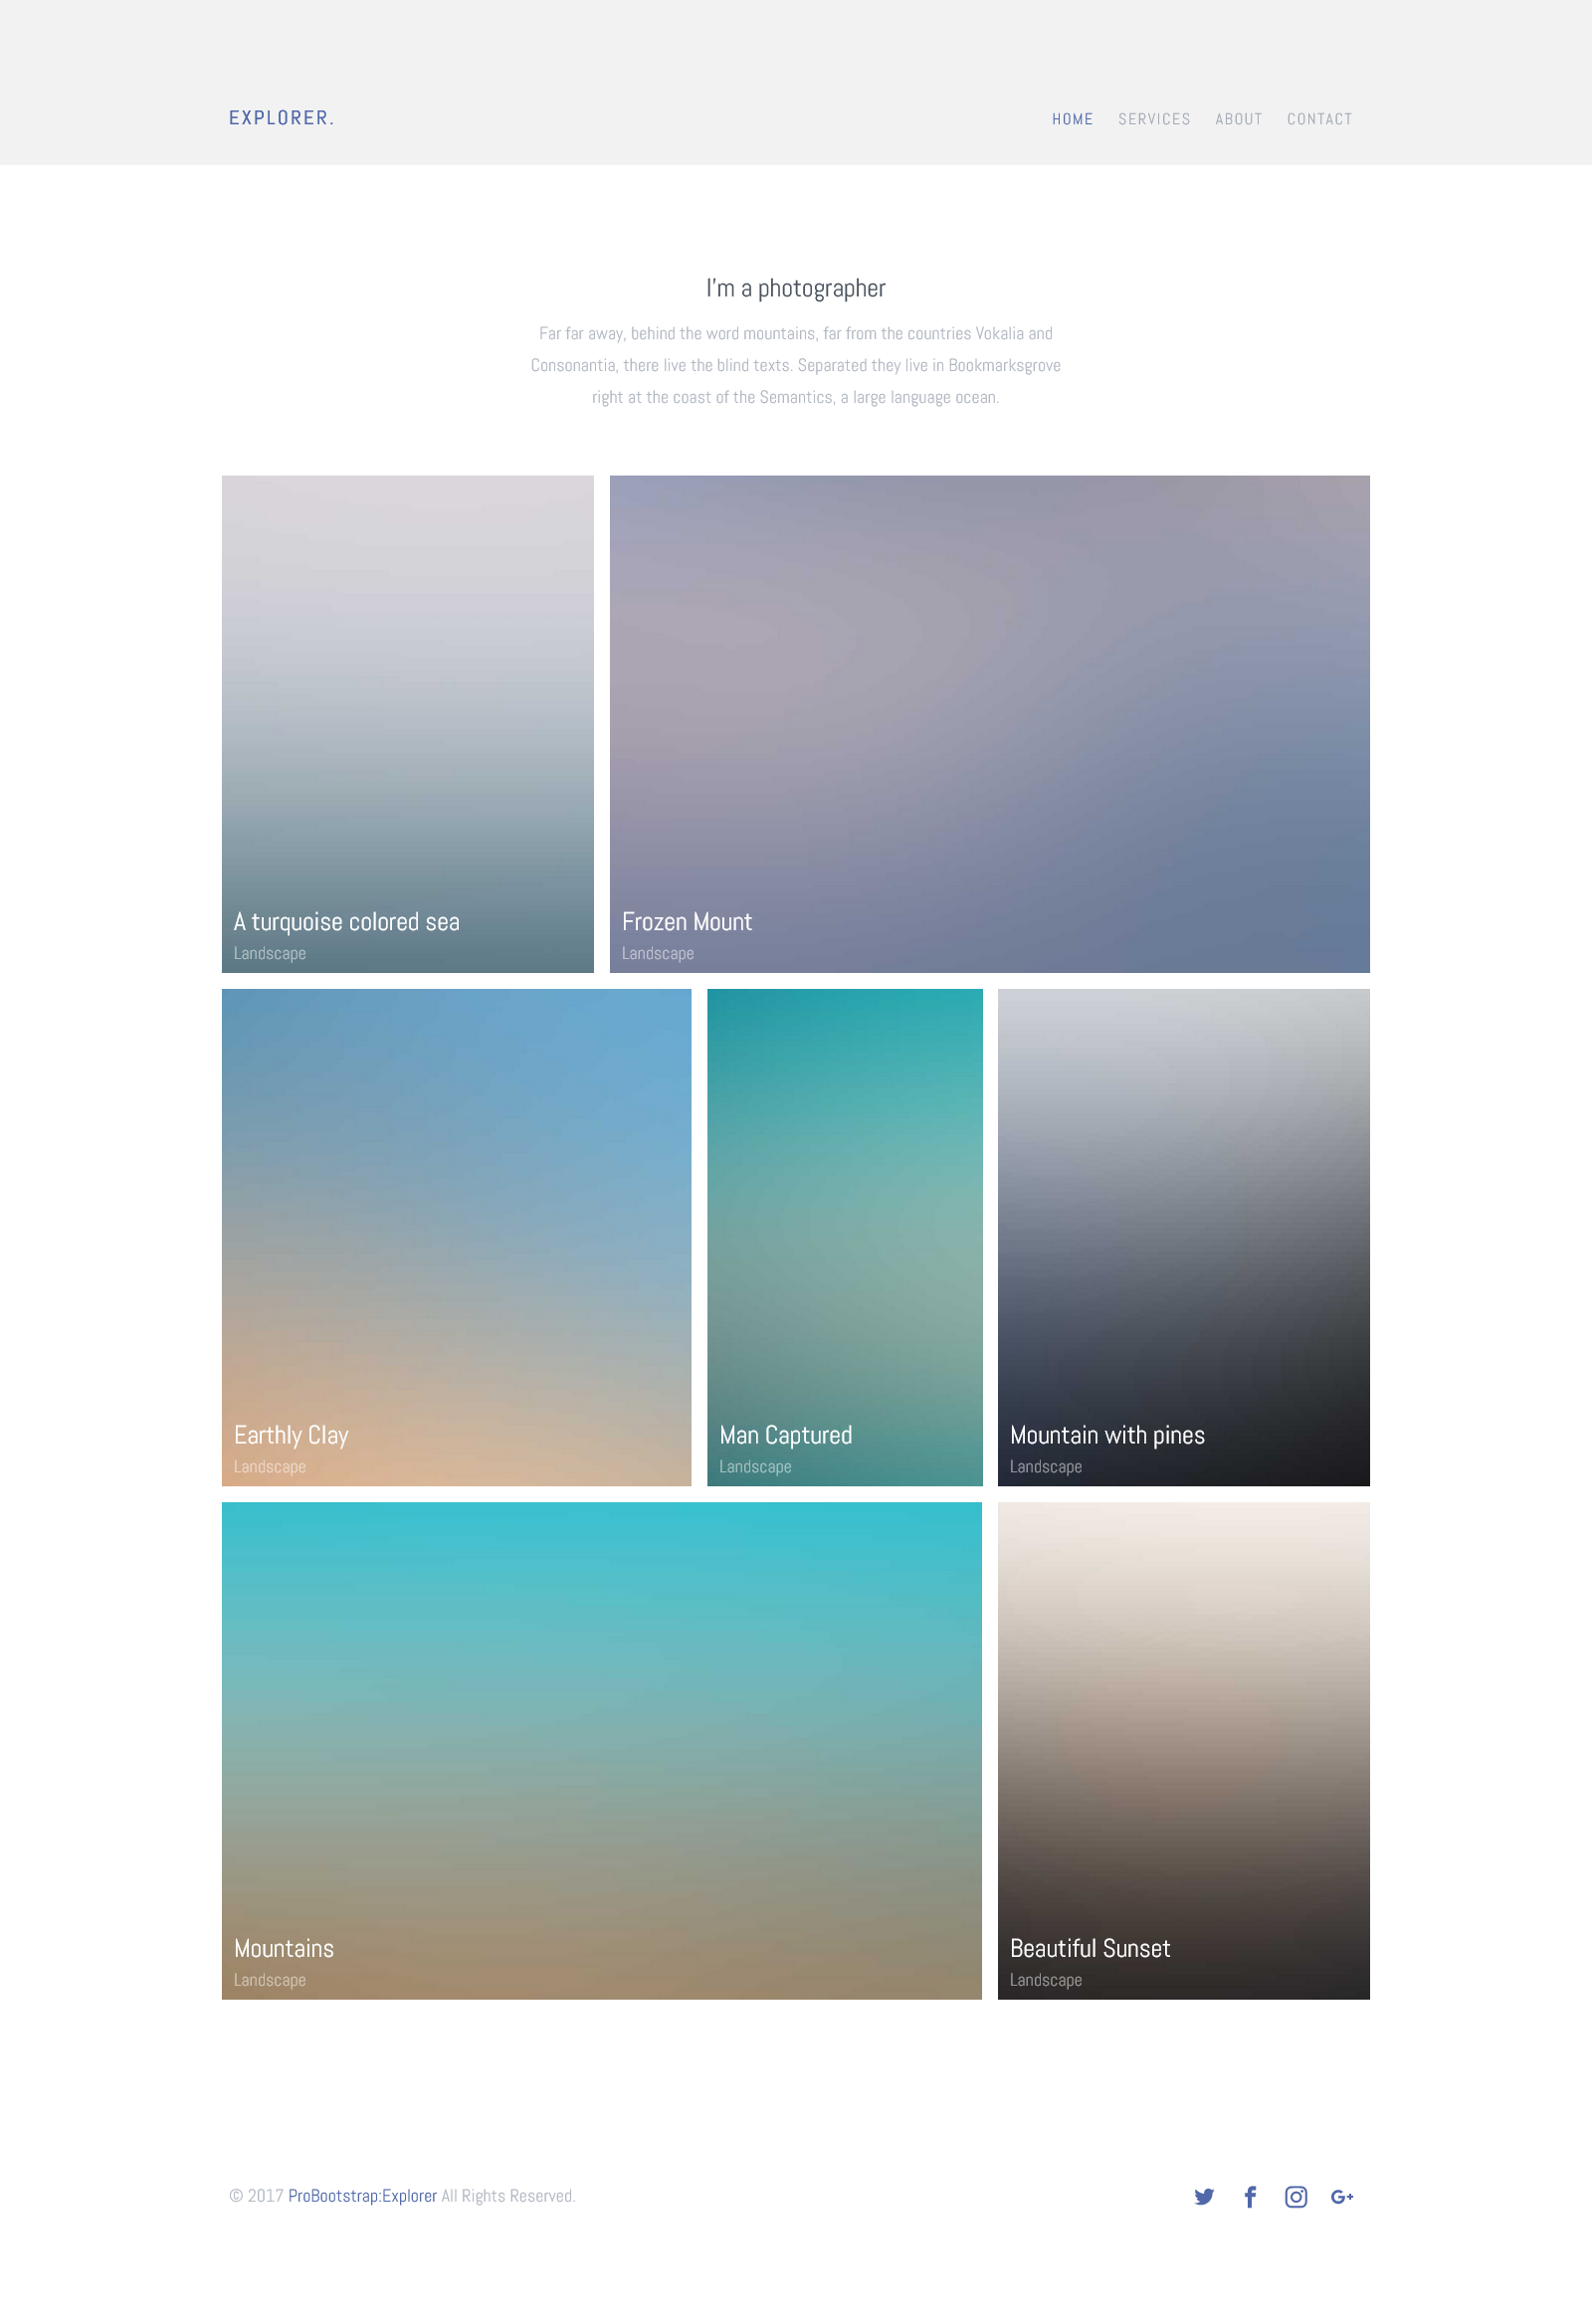 EXPLORER.
HOME SERVICES ABOUT CONTACT
I'm a photographer
Far far away, behind the word mountains, far from the countries Vokalia and
Consonantia, there live the blind texts. Separated they live in Bookmarksgrove
right at the coast of the Semantics, a large language ocean.
A turquoise colored sea
Landscape
Frozen Mount
Landscape
Earthly Clay
Landscape
Man Captured
Landscape
Mountain with pines
Landscape
Mountains
Landscape
Beautiful Sunset
Landscape
© 2017 ProBootstrap:Explorer All Rights Reserved.